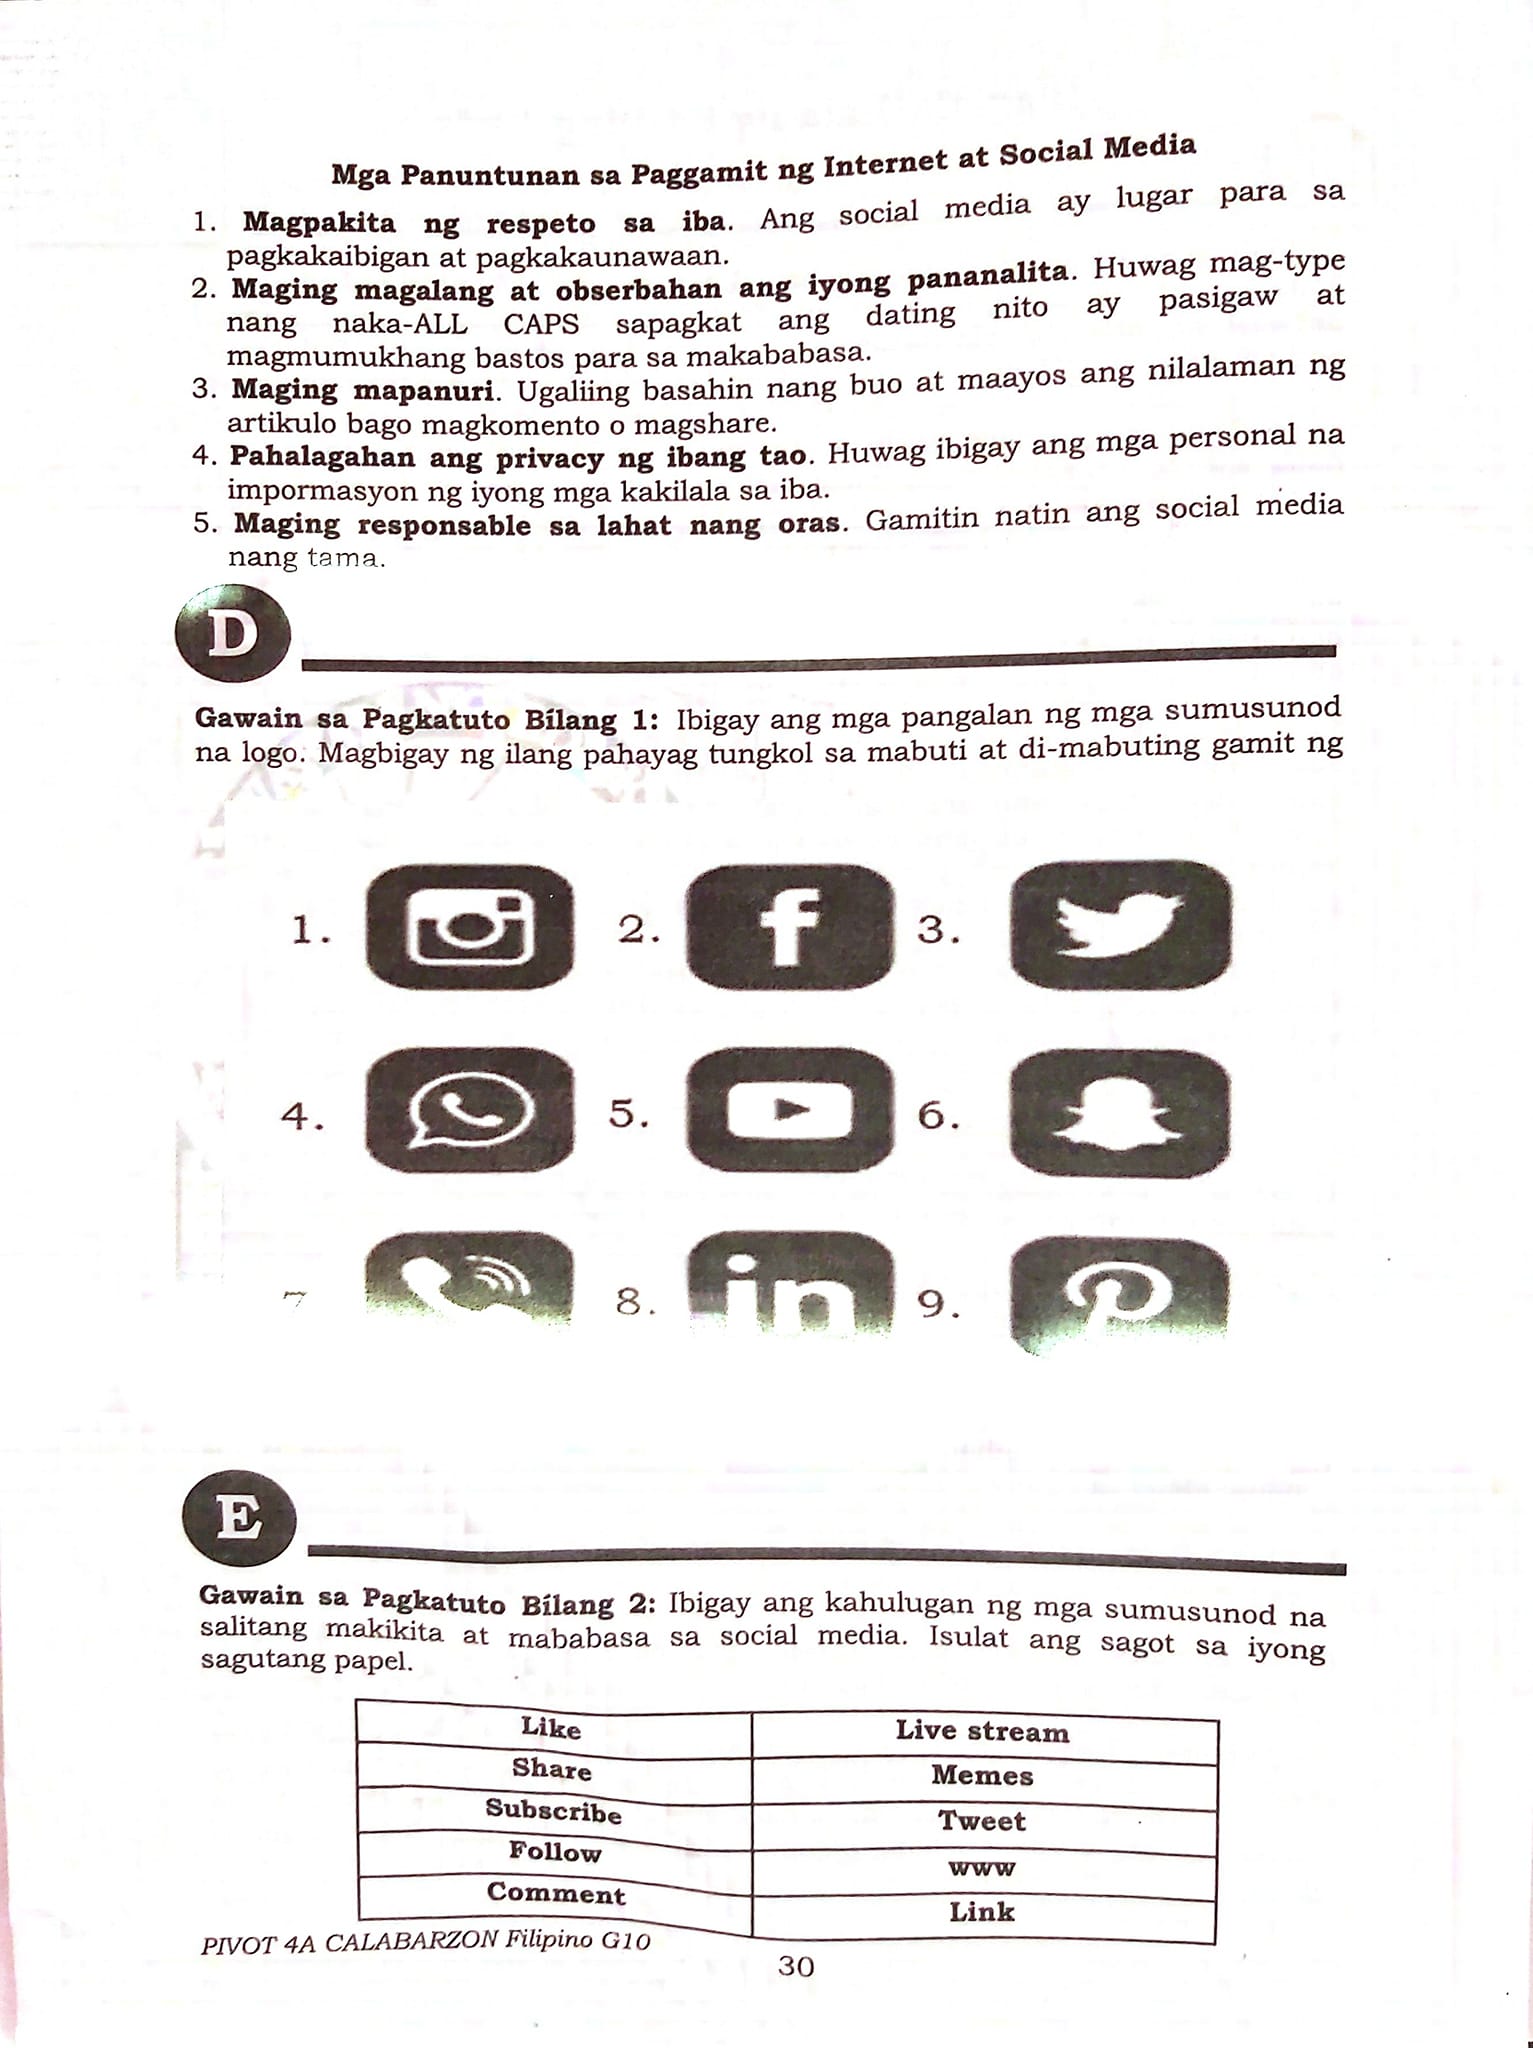 Mga Panuntunan sa Paggamit ng Internet at Social Media
1. Magpakita ng respeto sa iba. Ang social media ay lugar para sa
pagkakaibigan at pagkakaunawaan.
2. Maging magalang at obserbahan ang iyong pananalita. Huwag mag-type
nang naka-ALL CAPS sapagkat ang dating nito ay pasigaw at
magmumukhang bastos para sa makababasa.
3. Maging mapanuri. Ugaliing basahin nang buo at maayos ang nilalaman ng
artikulo bago magkomento o magshare.
4. Pahalagahan ang privacy ng ibang tao. Huwag ibigay ang mga personal na
impormasyon ng iyong mga kakilala sa iba.
5. Maging responsable sa lahat nang oras. Gamitin natin ang social media
nang tama.
D
Gawain sa Pagkatuto Bilang 1: Ibigay ang mga pangalan ng mga sumusunod
na logo. Magbigay ng ilang pahayag tungkol sa mabuti at di-mabuting gamit ng
1. 2. f 3.
4. 5. 6.
7 8. in 9.
E
Gawain sa Pagkatuto Bilang 2: Ibigay ang kahulugan ng mga sumusunod na
salitang makikita at mababasa sa social media. Isulat ang sagot sa iyong
sagutang papel.
Like Live stream
Share Memes
Subscribe Tweet
Follow www
Comment Link
PIVOT 4A CALABARZON Filipino G10
30